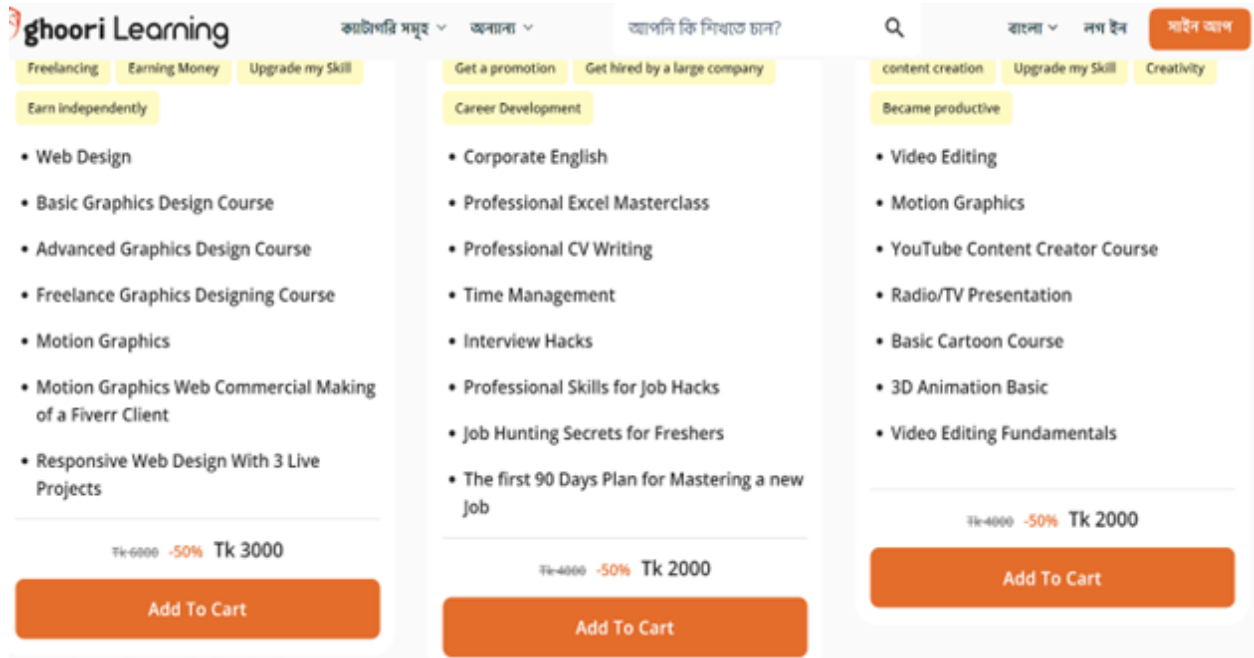 ghoori Learning
ক্যাটাগরি সমূহ
অন্যান্য
আপনি কি শিখতে চান?
বাংলা
লগ ইন
সাইন আপ
Freelancing
Earning Money
Upgrade my Skill
Earn independently
• Web Design
• Basic Graphics Design Course
• Advanced Graphics Design Course
• Freelance Graphics Designing Course
• Motion Graphics
• Motion Graphics Web Commercial Making
of a Fiverr Client
• Responsive Web Design With 3 Live
Projects
Tk 6000 -50% Tk 3000
Add To Cart
Get a promotion
Get hired by a large company
Career Development
• Corporate English
• Professional Excel Masterclass
• Professional CV Writing
• Time Management
• Interview Hacks
• Professional Skills for Job Hacks
• Job Hunting Secrets for Freshers
• The first 90 Days Plan for Mastering a new
Job
Tk 4000 -50% Tk 2000
Add To Cart
content creation
Upgrade my Skill
Creativity
Became productive
• Video Editing
• Motion Graphics
• YouTube Content Creator Course
• Radio/TV Presentation
• Basic Cartoon Course
• 3D Animation Basic
• Video Editing Fundamentals
Tk 4000 -50% Tk 2000
Add To Cart